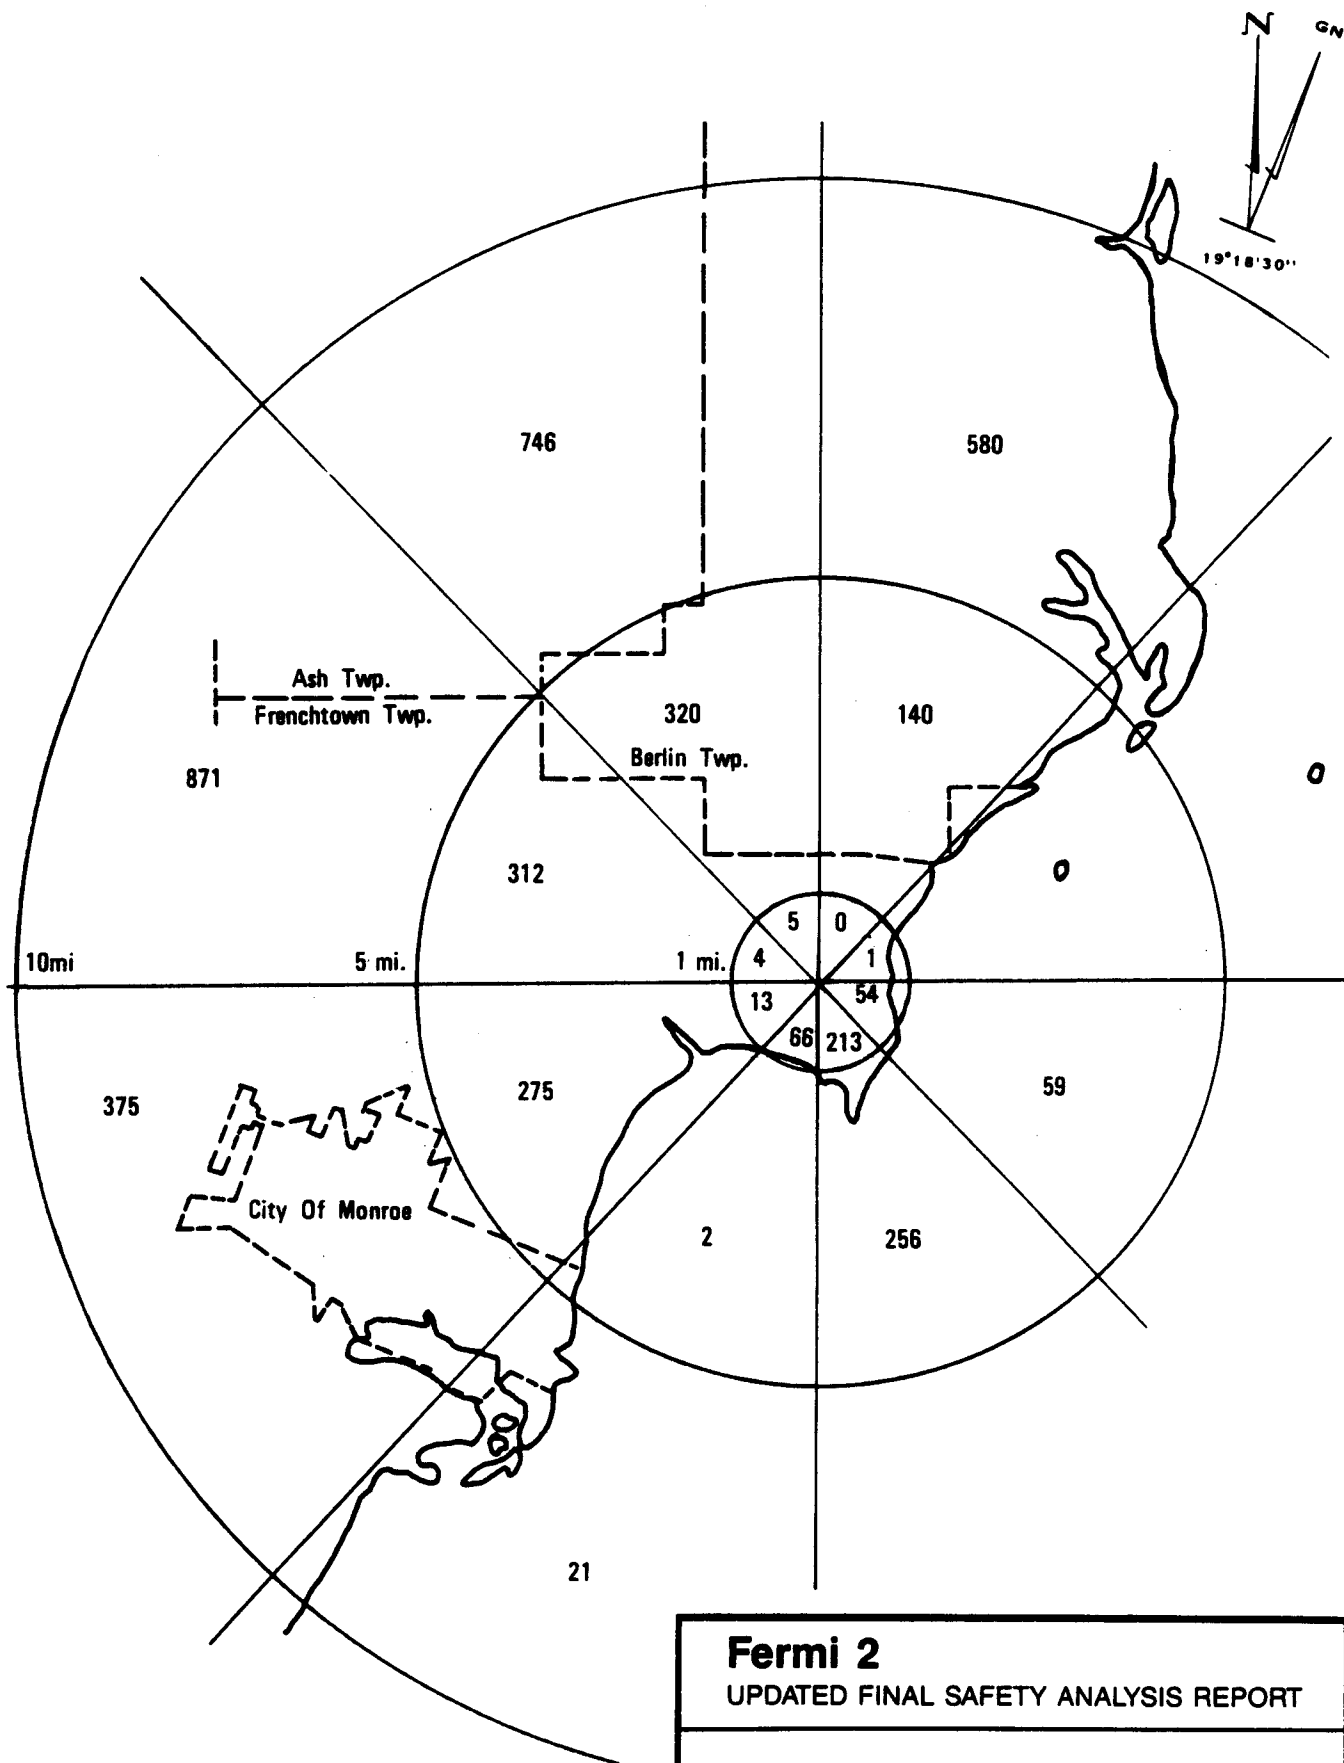 N
GN
19°18'30''
746
580
Ash Twp.
Frenchtown Twp.
320
140
Berlin Twp.
871
312
5
0
10mi
5 mi.
1 mi.
4
1
13
54
66
213
275
59
375
City Of Monroe
2
256
21
Fermi 2
UPDATED FINAL SAFETY ANALYSIS REPORT